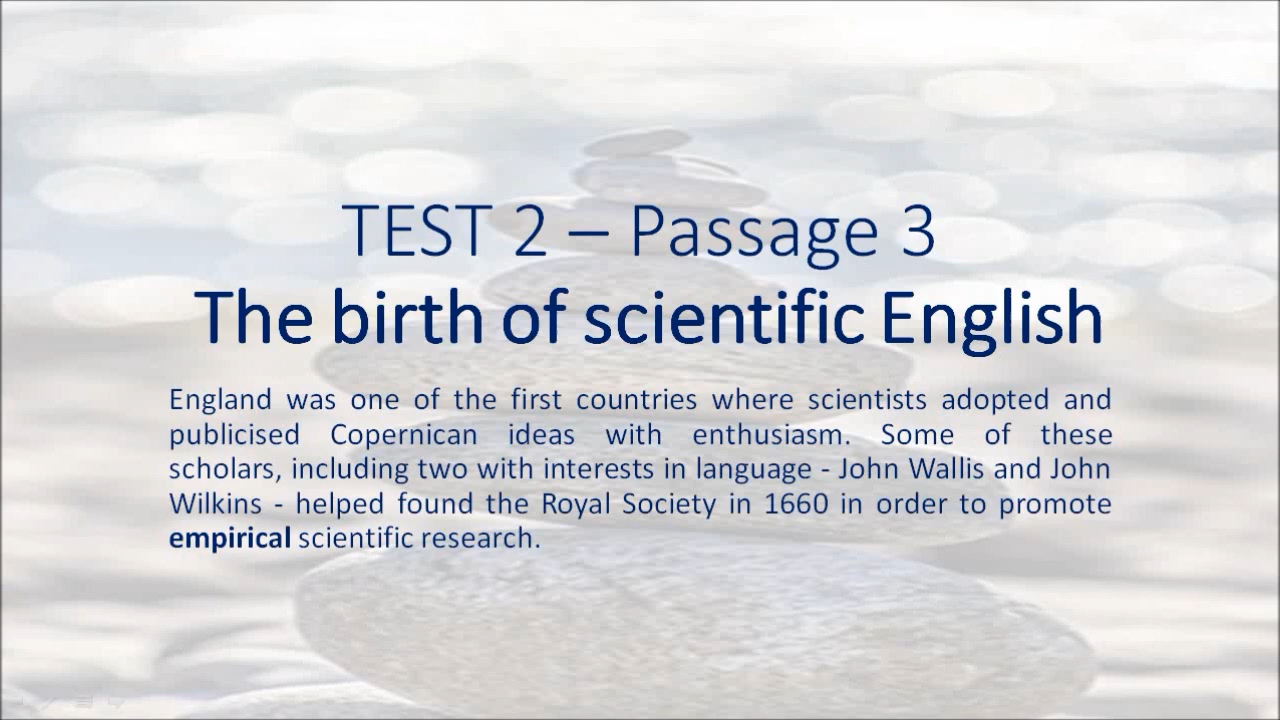 TEST 2 – Passage 3
The birth of scientific English
England was one of the first countries where scientists adopted and
publicised Copernican ideas with enthusiasm. Some of these
scholars, including two with interests in language - John Wallis and John
Wilkins - helped found the Royal Society in 1660 in order to promote
empirical scientific research.